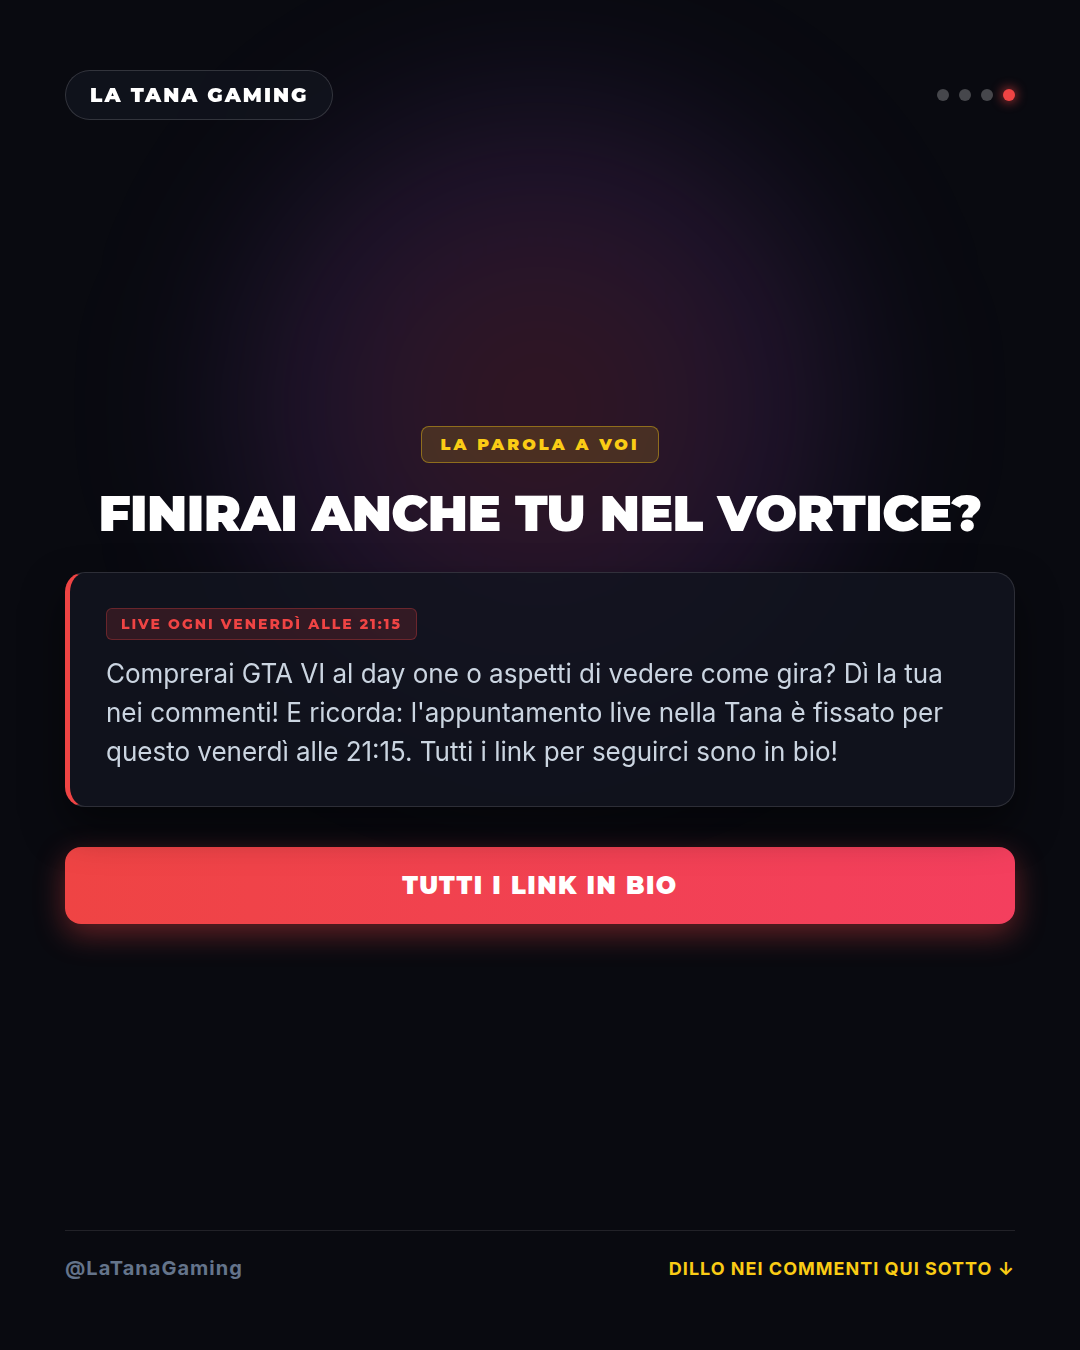 LA TANA GAMING
LA PAROLA A VOI
FINIRAI ANCHE TU NEL VORTICE?
LIVE OGNI VENERDÌ ALLE 21:15
Comprerai GTA VI al day one o aspetti di vedere come gira? Dì la tua
nei commenti! E ricorda: l'appuntamento live nella Tana è fissato per
questo venerdì alle 21:15. Tutti i link per seguirci sono in bio!
TUTTI I LINK IN BIO
@LaTanaGaming
DILLO NEI COMMENTI QUI SOTTO ↓